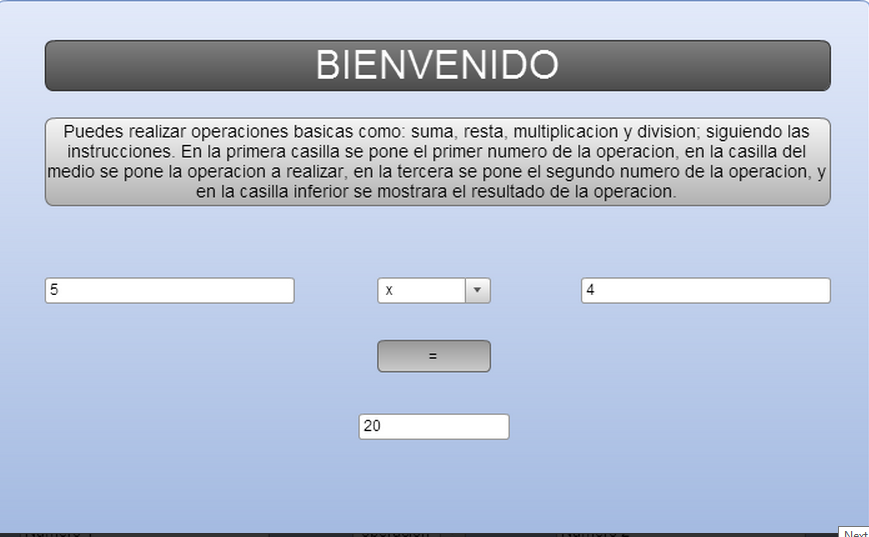 BIENVENIDO
Puedes realizar operaciones basicas como: suma, resta, multiplicacion y division; siguiendo las
instrucciones. En la primera casilla se pone el primer numero de la operacion, en la casilla del
medio se pone la operacion a realizar, en la tercera se pone el segundo numero de la operacion, y
en la casilla inferior se mostrara el resultado de la operacion.
5 x 4
=
20
Next